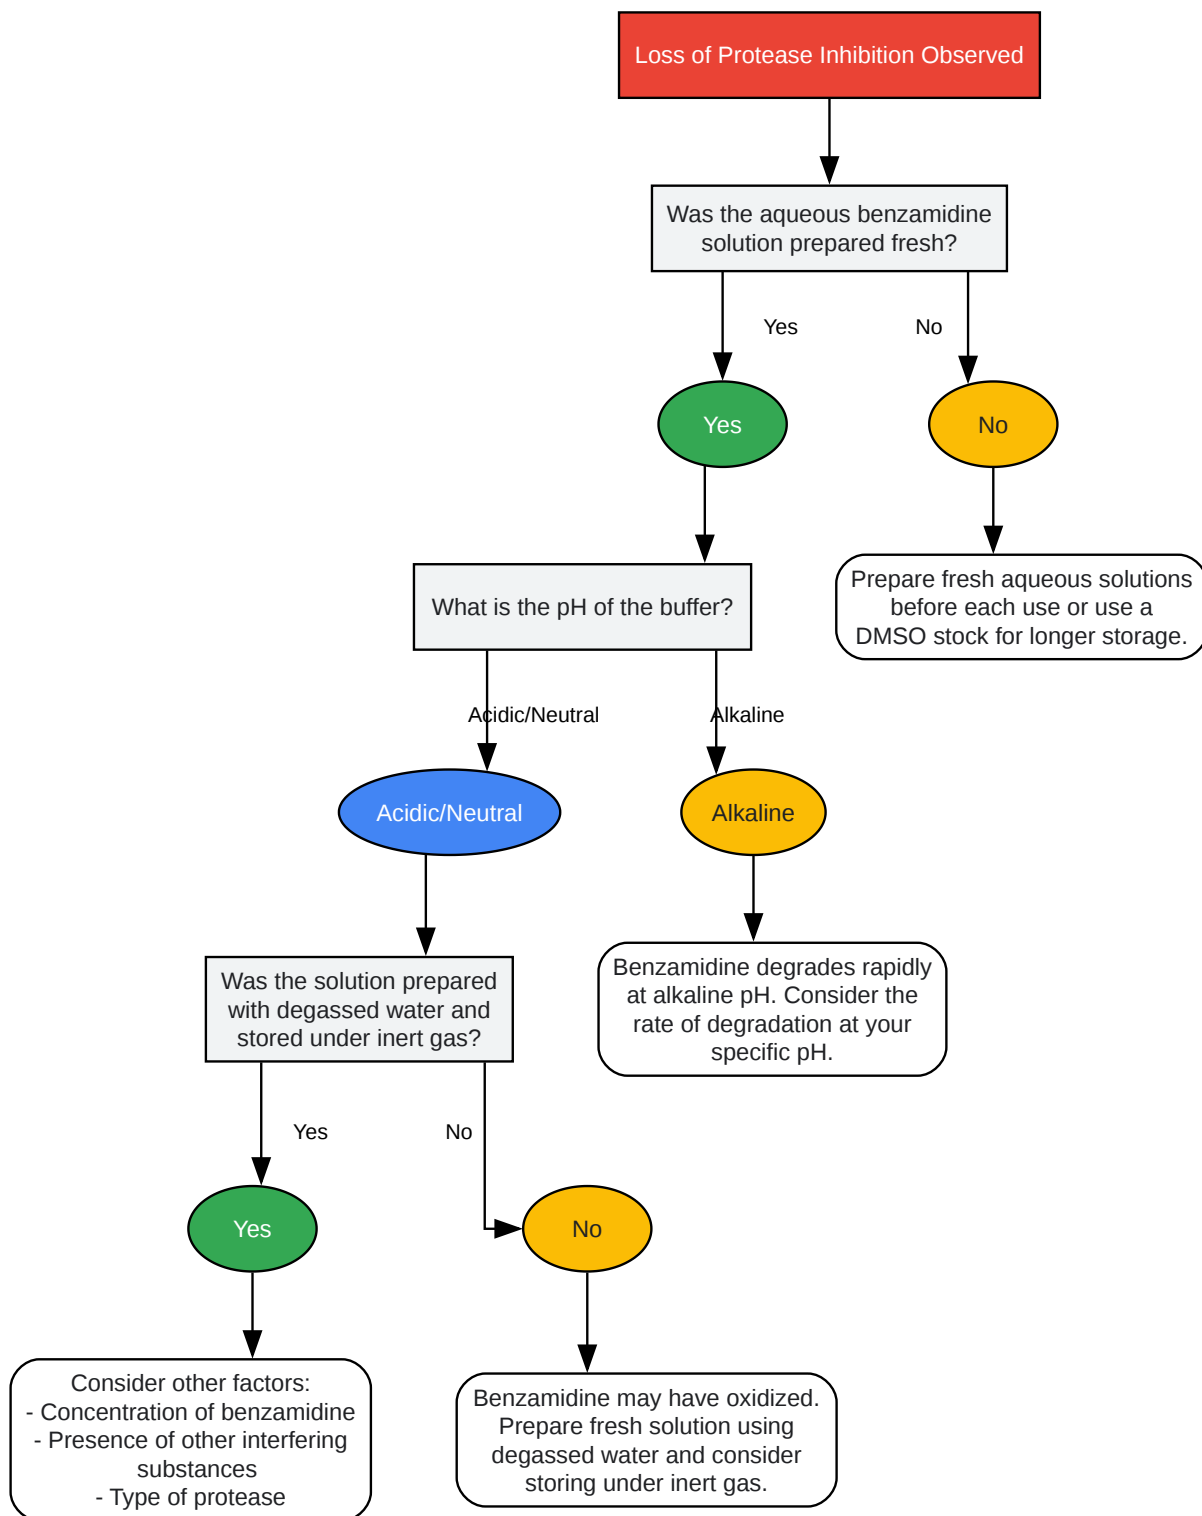 Loss of Protease Inhibition Observed
Was the aqueous benzamidine
solution prepared fresh?
Yes
No
Yes
No
Prepare fresh aqueous solutions
before each use or use a
DMSO stock for longer storage.
What is the pH of the buffer?
Acidic/Neutral
Alkaline
Acidic/Neutral
Alkaline
Benzamidine degrades rapidly
at alkaline pH. Consider the
rate of degradation at your
specific pH.
Was the solution prepared
with degassed water and
stored under inert gas?
Yes
No
Yes
No
Consider other factors:
- Concentration of benzamidine
- Presence of other interfering
substances
- Type of protease
Benzamidine may have oxidized.
Prepare fresh solution using
degassed water and consider
storing under inert gas.